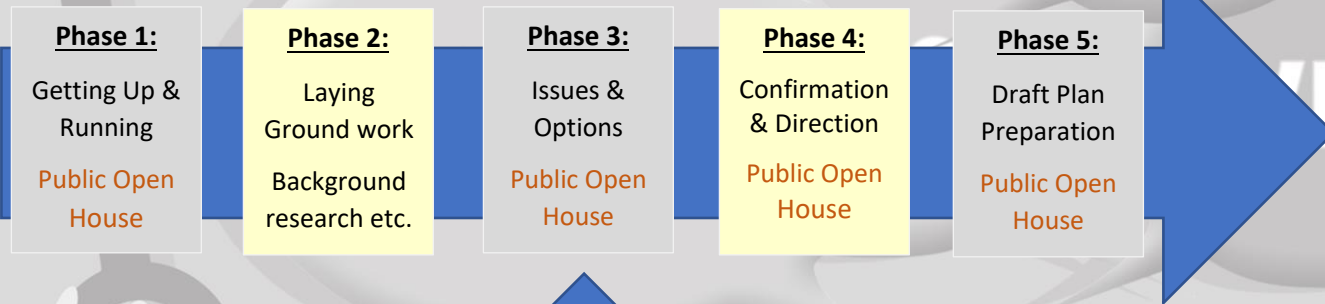 Phase 1:
Getting Up &
Running
Public Open
House
Phase 2:
Laying
Ground work
Background
research etc.
Phase 3:
Issues &
Options
Public Open
House
Phase 4:
Confirmation
& Direction
Public Open
House
Phase 5:
Draft Plan
Preparation
Public Open
House